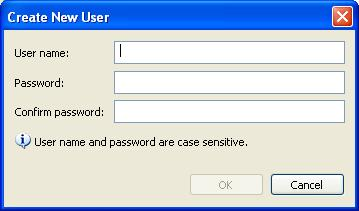 Create New User
User name:
Password:
Confirm password:
User name and password are case sensitive.
OK Cancel